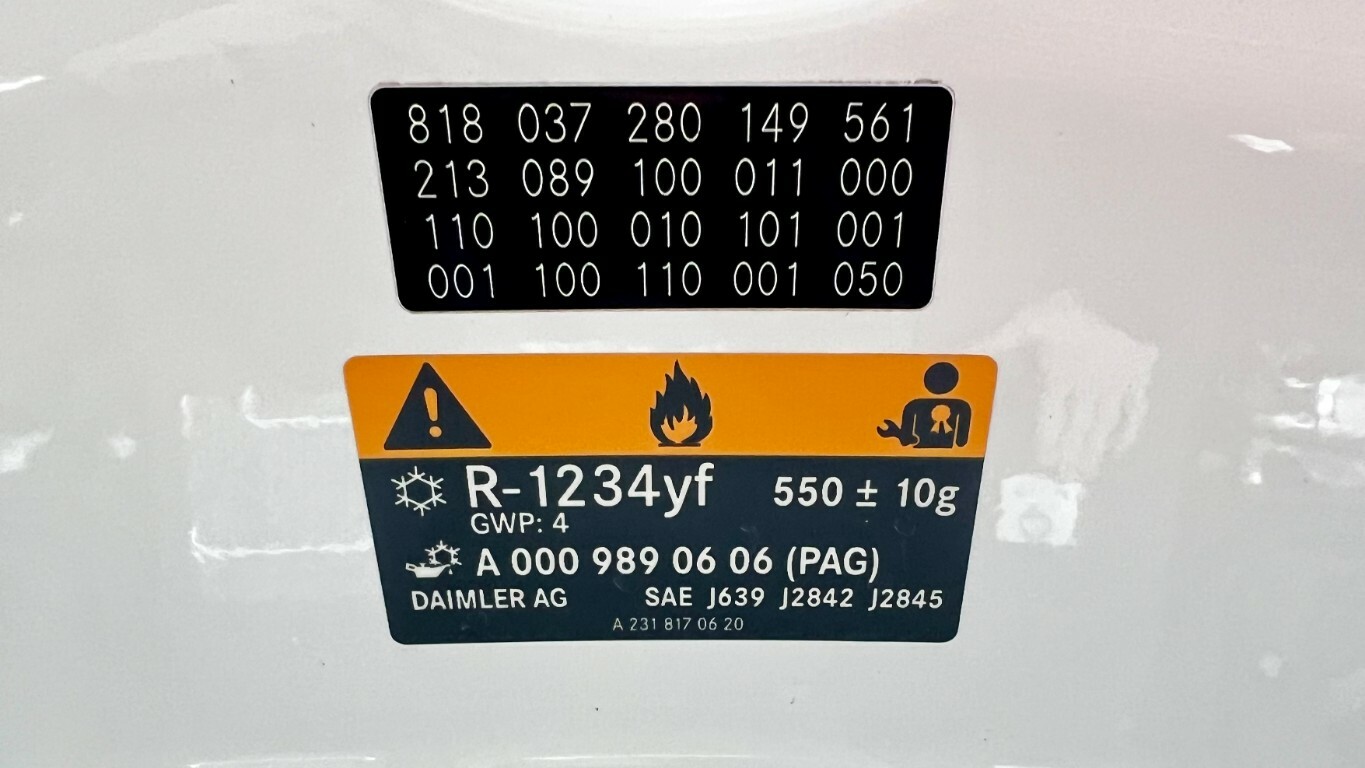 818 037 280 149 561
213 089 100 011 000
110 100 010 101 001
001 100 110 001 050
R-1234yf 550 ± 10g
GWP: 4
A 000 989 06 06 (PAG)
DAIMLER AG SAE J639 J2842 J2845
A 231 817 06 20